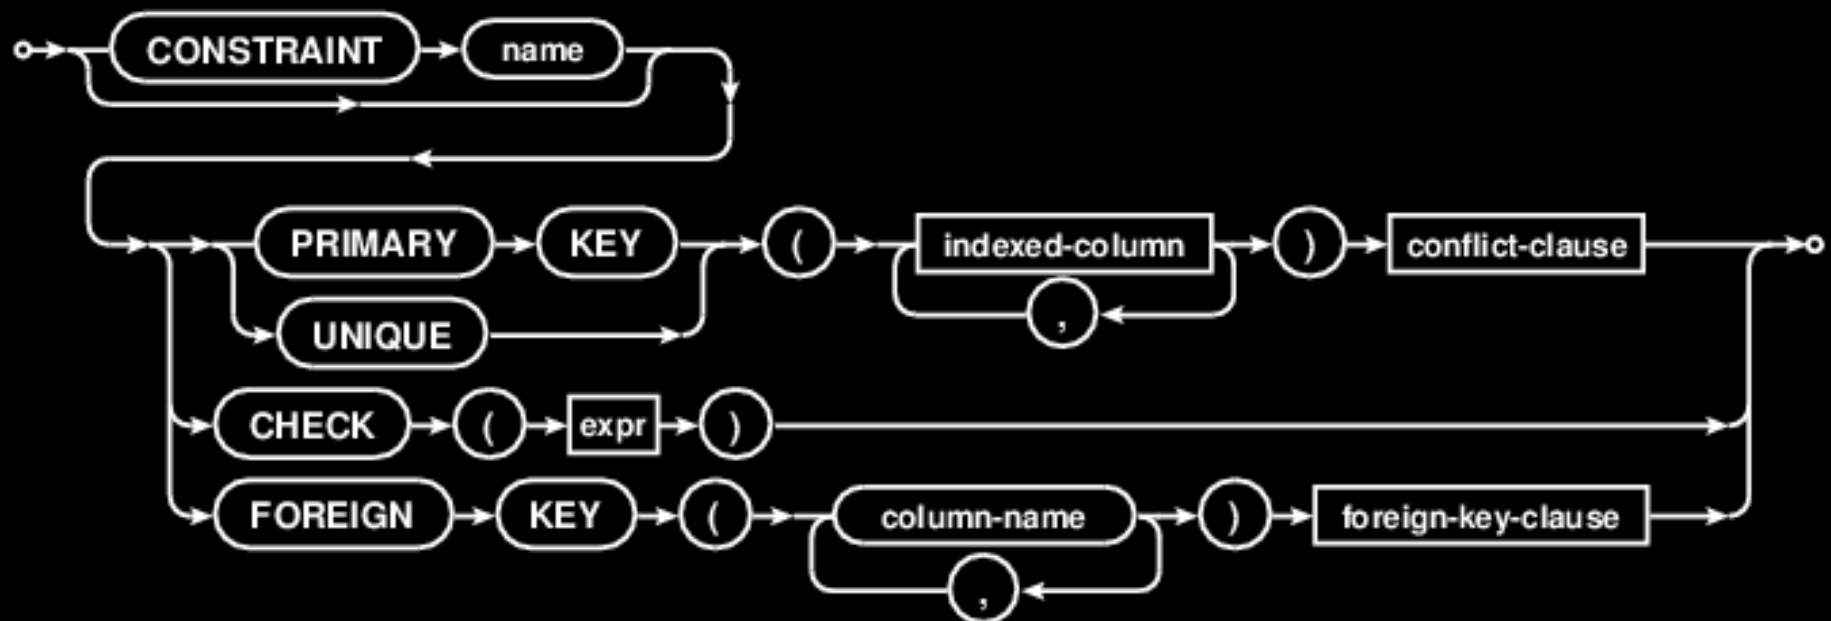 CONSTRAINT name
PRIMARY KEY ( indexed-column ) conflict-clause
,
UNIQUE
CHECK ( expr )
FOREIGN KEY ( column-name ) foreign-key-clause
,